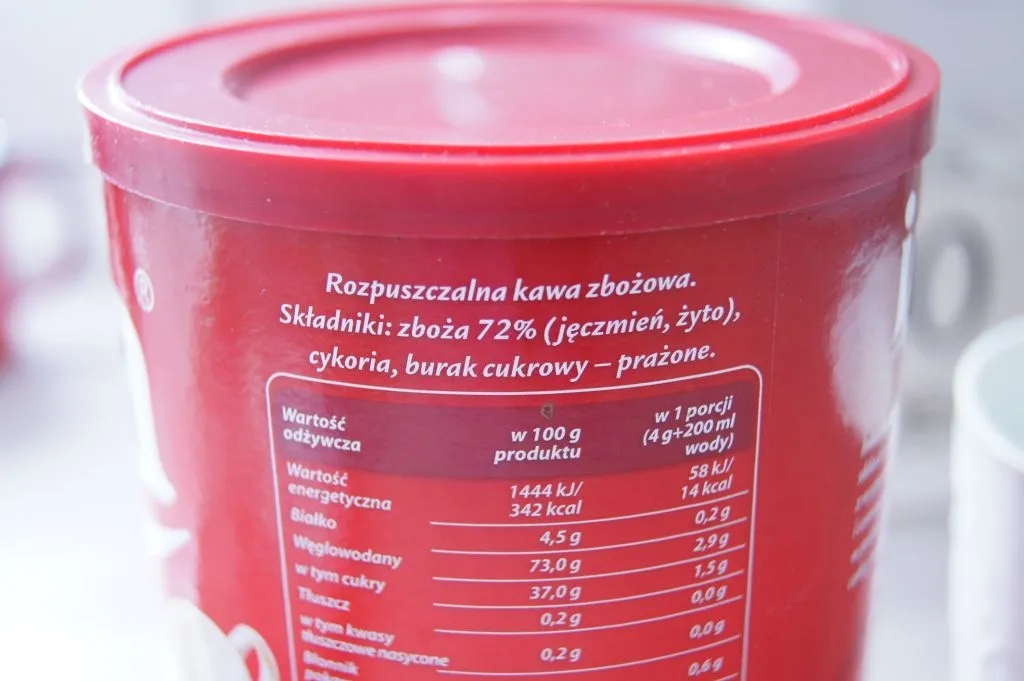 ®
Rozpuszczalna kawa zbożowa.
Składniki: zboża 72% (jęczmień, żyto),
cykoria, burak cukrowy – prażone.
Wartość odżywcza w 100 g produktu w 1 porcji (4 g+200 ml wody)
Wartość energetyczna 1444 kJ/ 342 kcal 58 kJ/ 14 kcal
Białko 4,5 g 0,2 g
Węglowodany 73,0 g 2,9 g
w tym cukry 37,0 g 1,5 g
Tłuszcz 0,2 g 0,0 g
w tym kwasy tłuszczowe nasycone 0,2 g 0,0 g
Błonnik 0,6 g